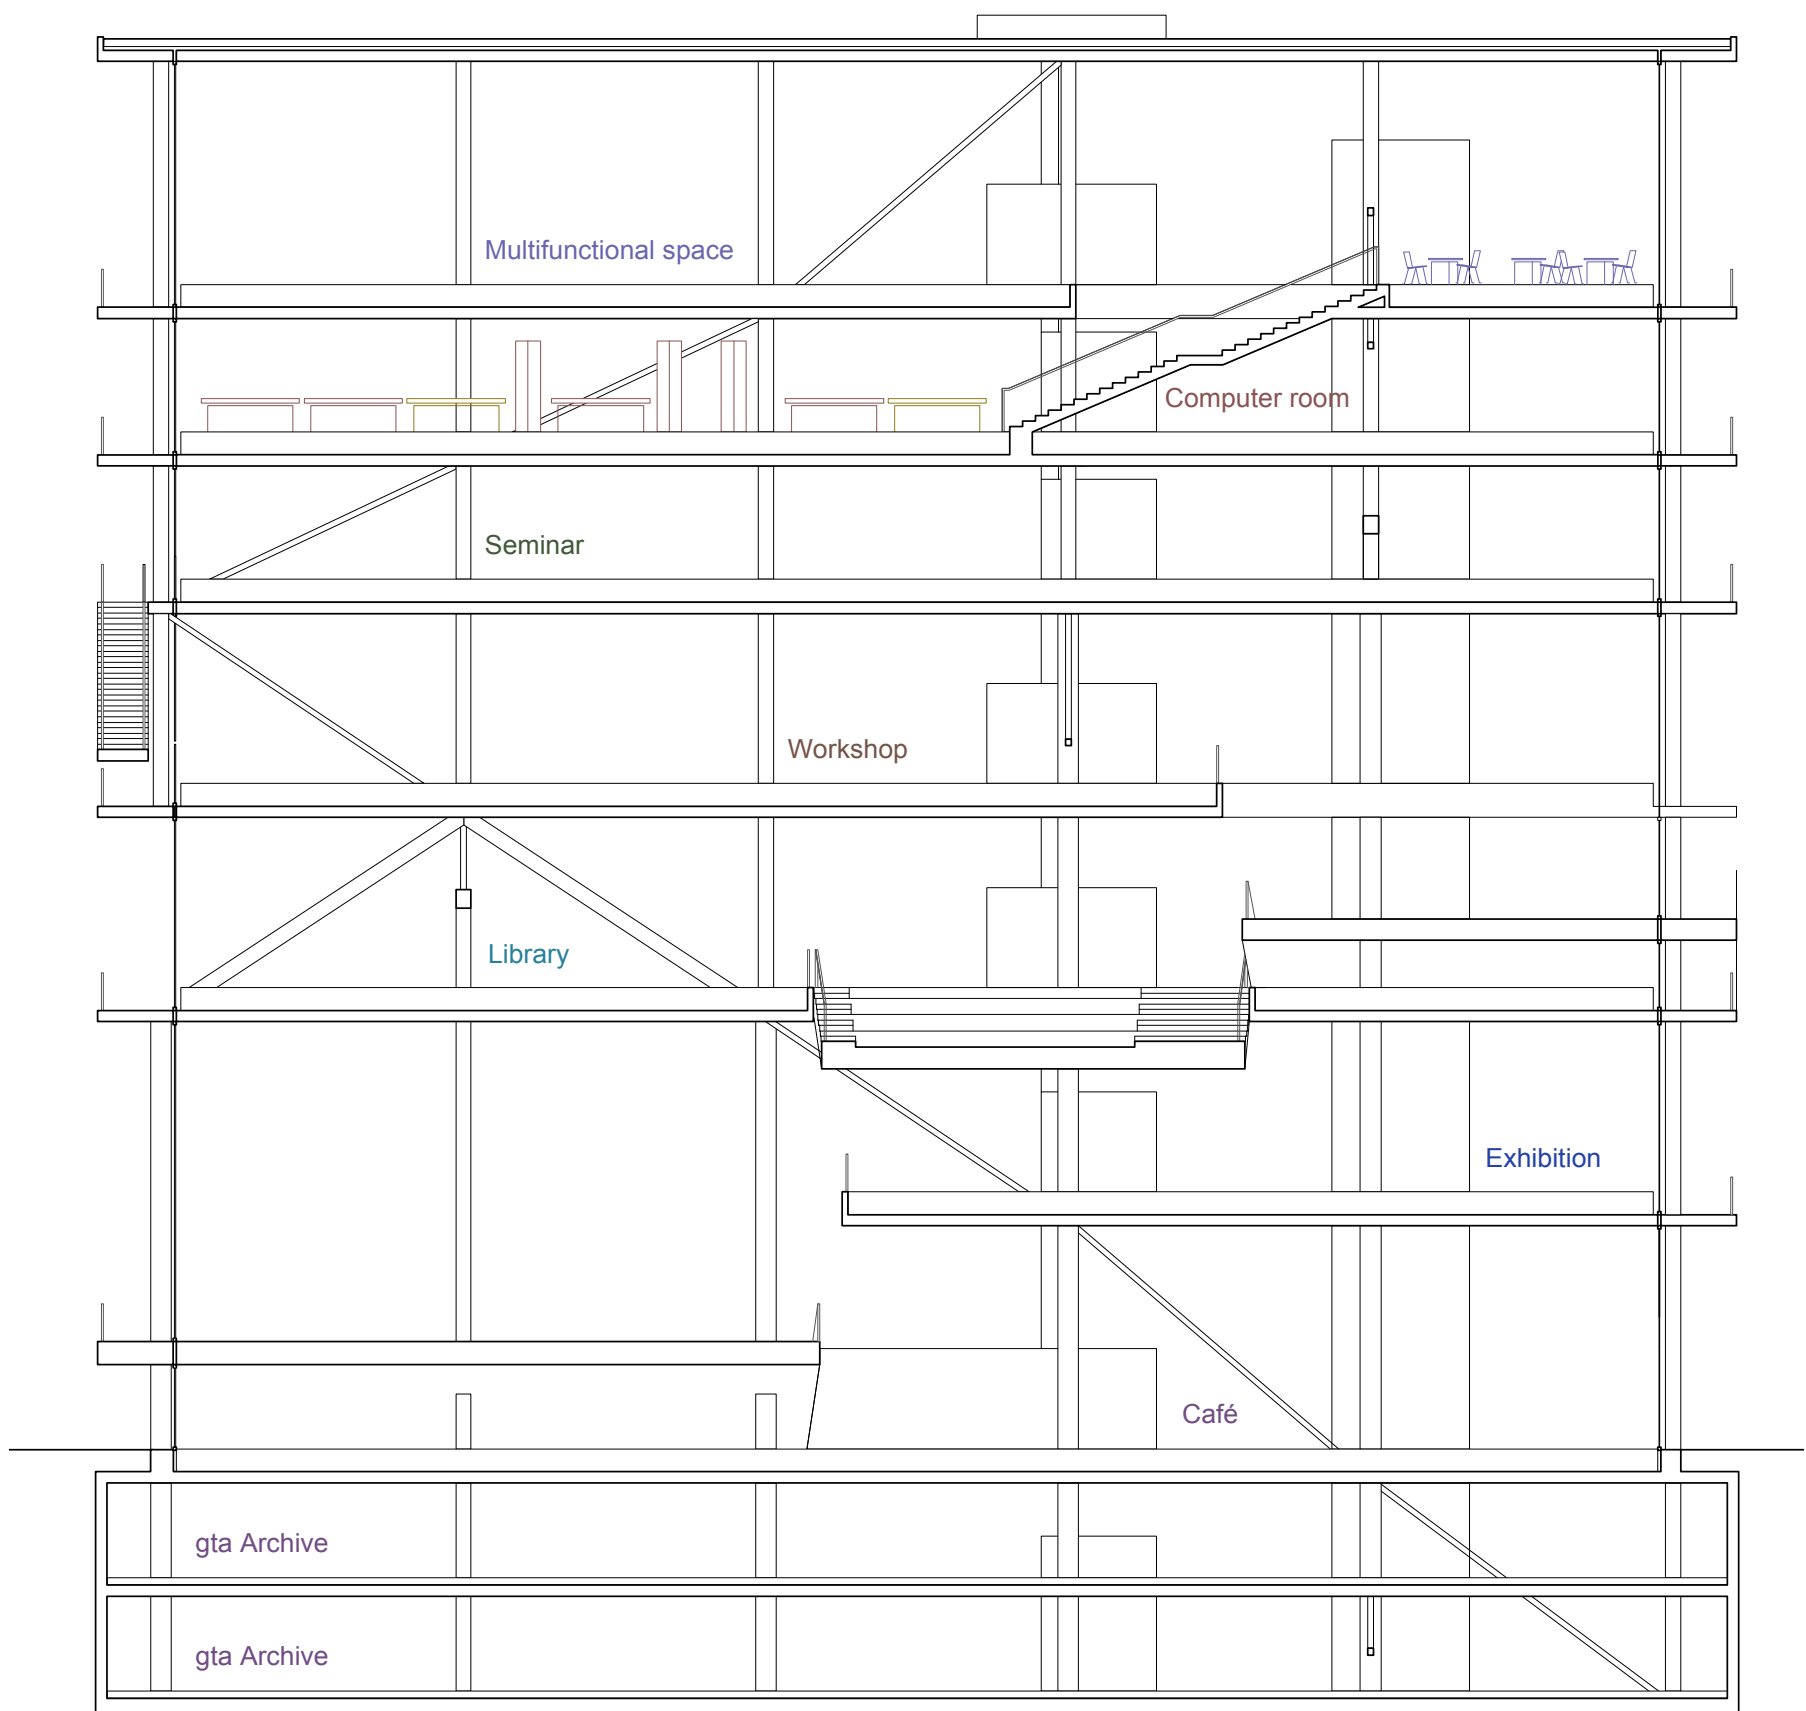 Multifunctional space
Computer room
Seminar
Workshop
Library
Exhibition
Café
gta Archive
gta Archive